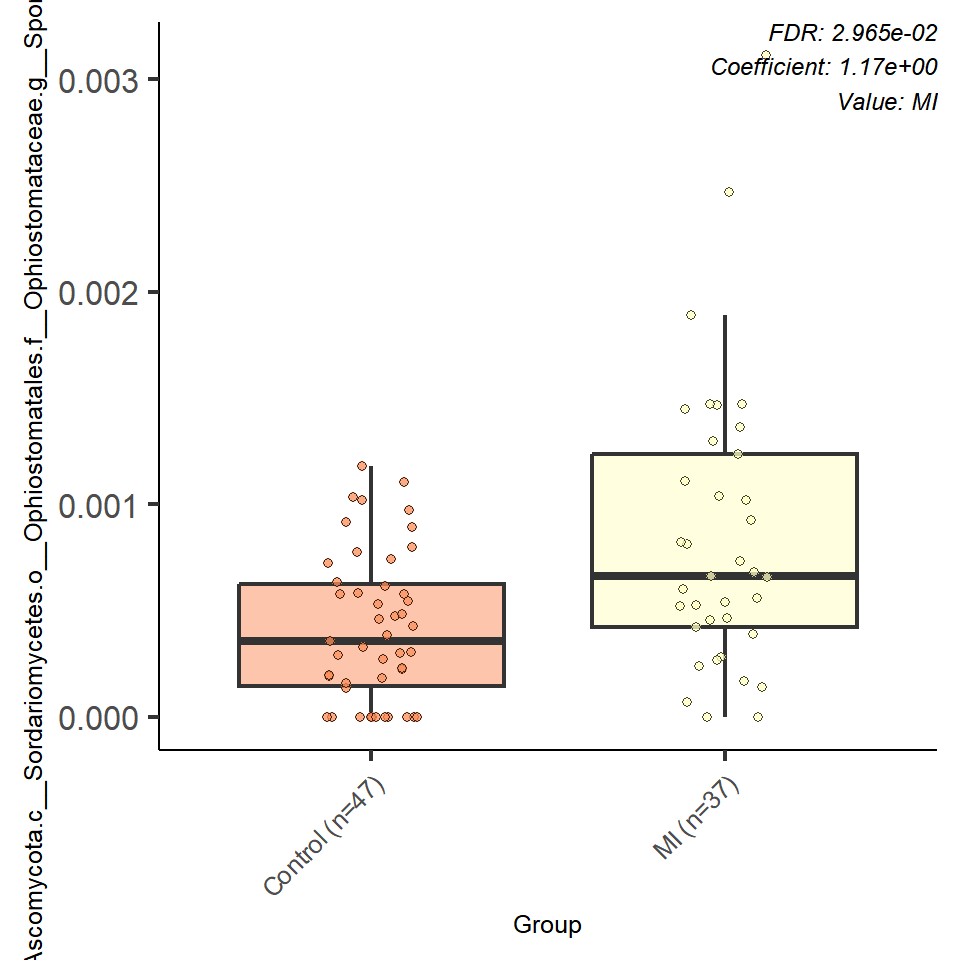 FDR: 2.965e-02
Coefficient: 1.17e+00
Value: MI
Ascomycota.c__Sordariomycetes.o__Ophiostomatales.f__Ophiostomataceae.g__Spor
0.003
0.002
0.001
0.000
Control (n=47)
MI (n=37)
Group